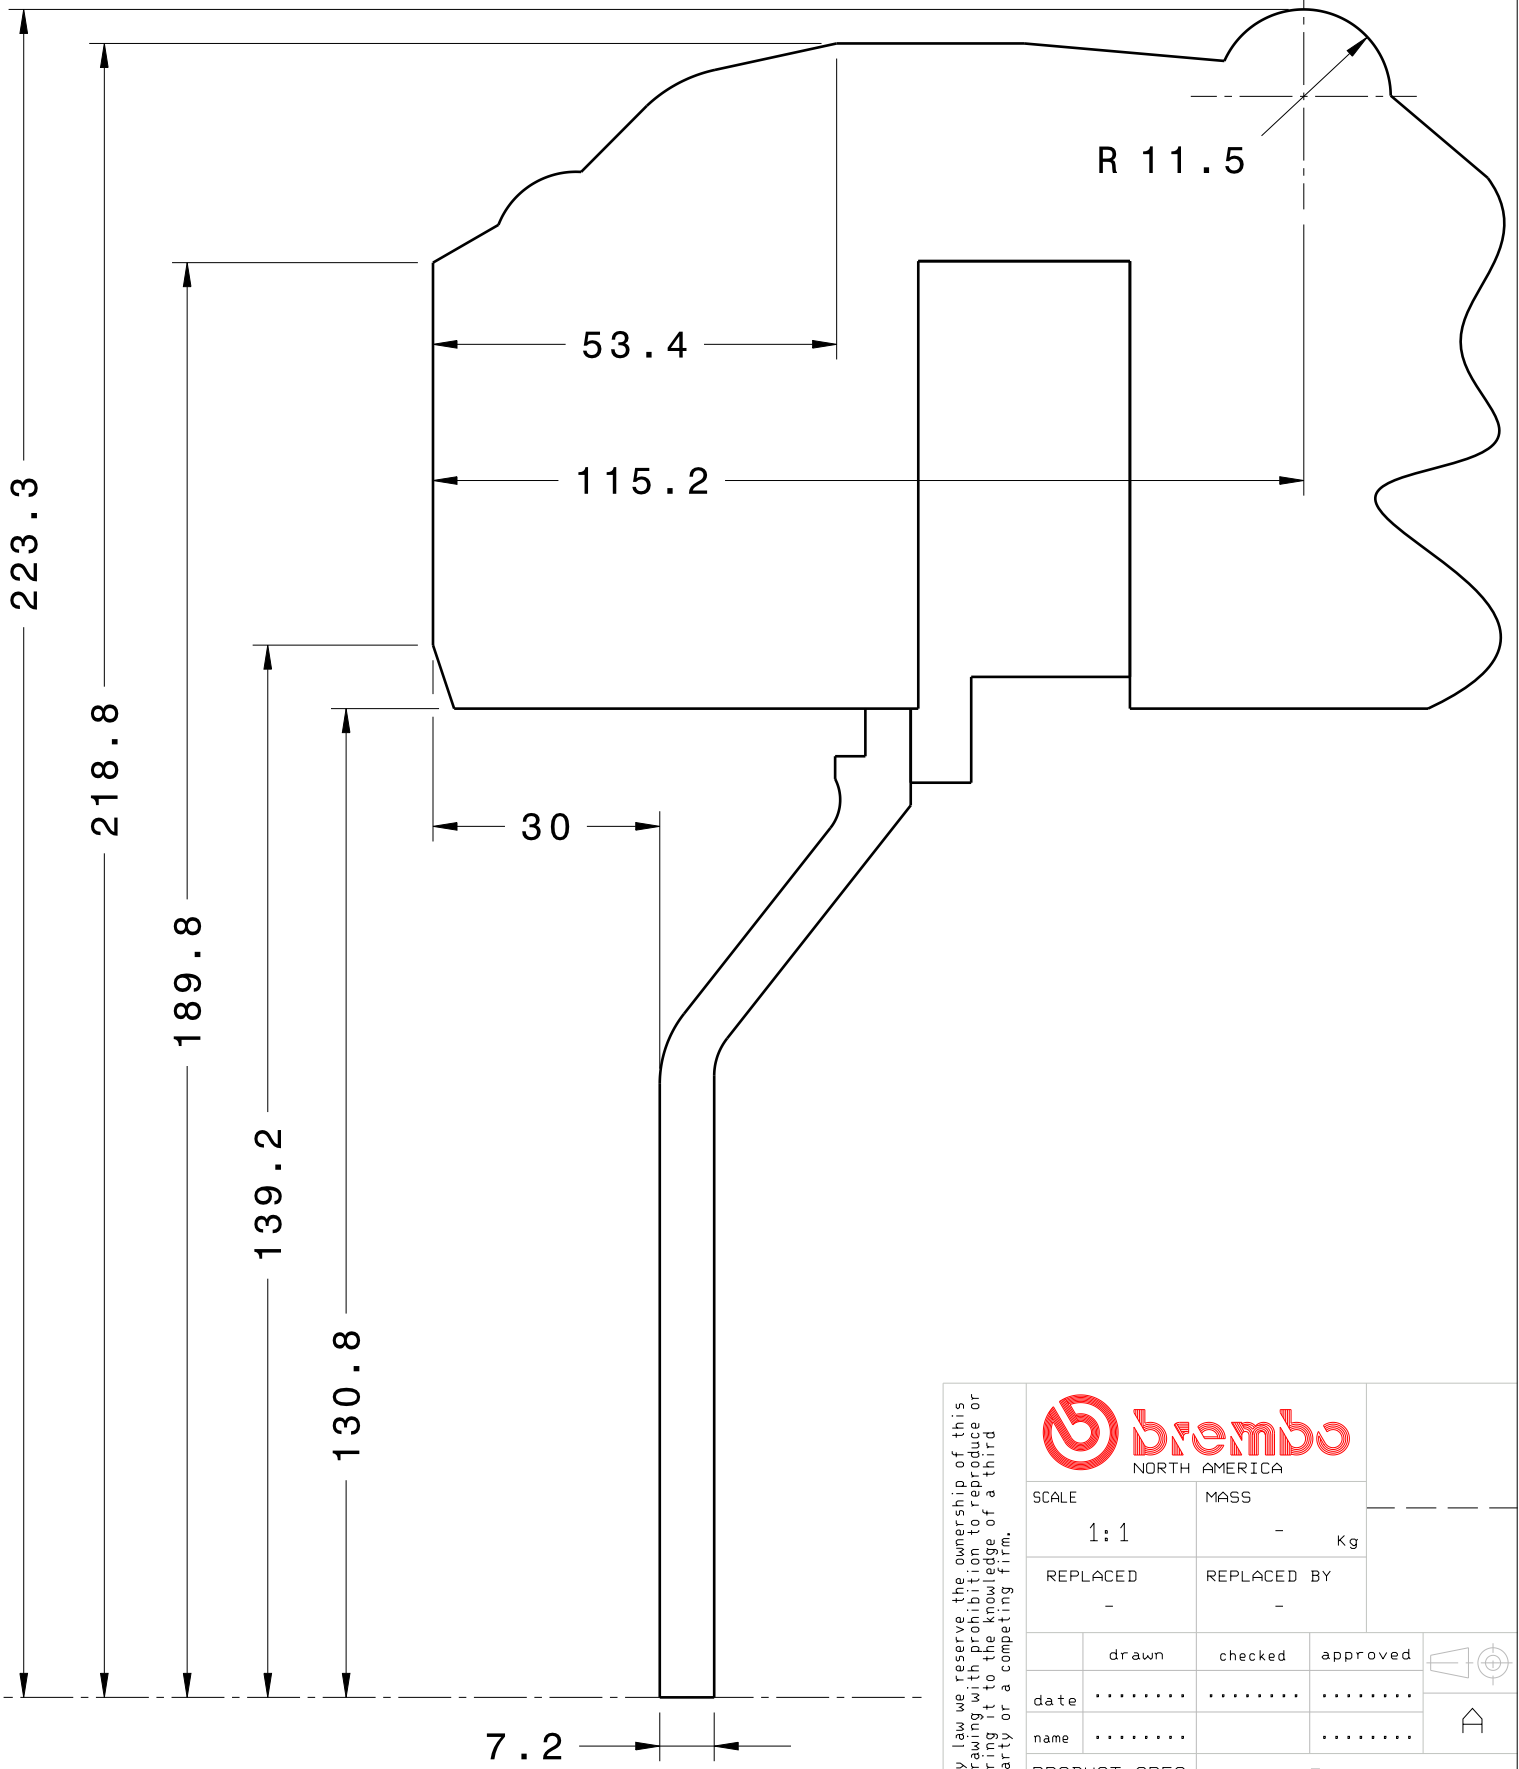 R 11.5
53.4
115.2
223.3
218.8
30
189.8
139.2
130.8
7.2
y law we reserve the ownership of this
rawing with prohibition to reproduce or
ring it to the knowledge of a third
arty or a competing firm.
brembo
NORTH AMERICA
SCALE
MASS
1:1
-
Kg
REPLACED
REPLACED BY
-
-
drawn
checked
approved
date
........
........
........
name
........
........
A